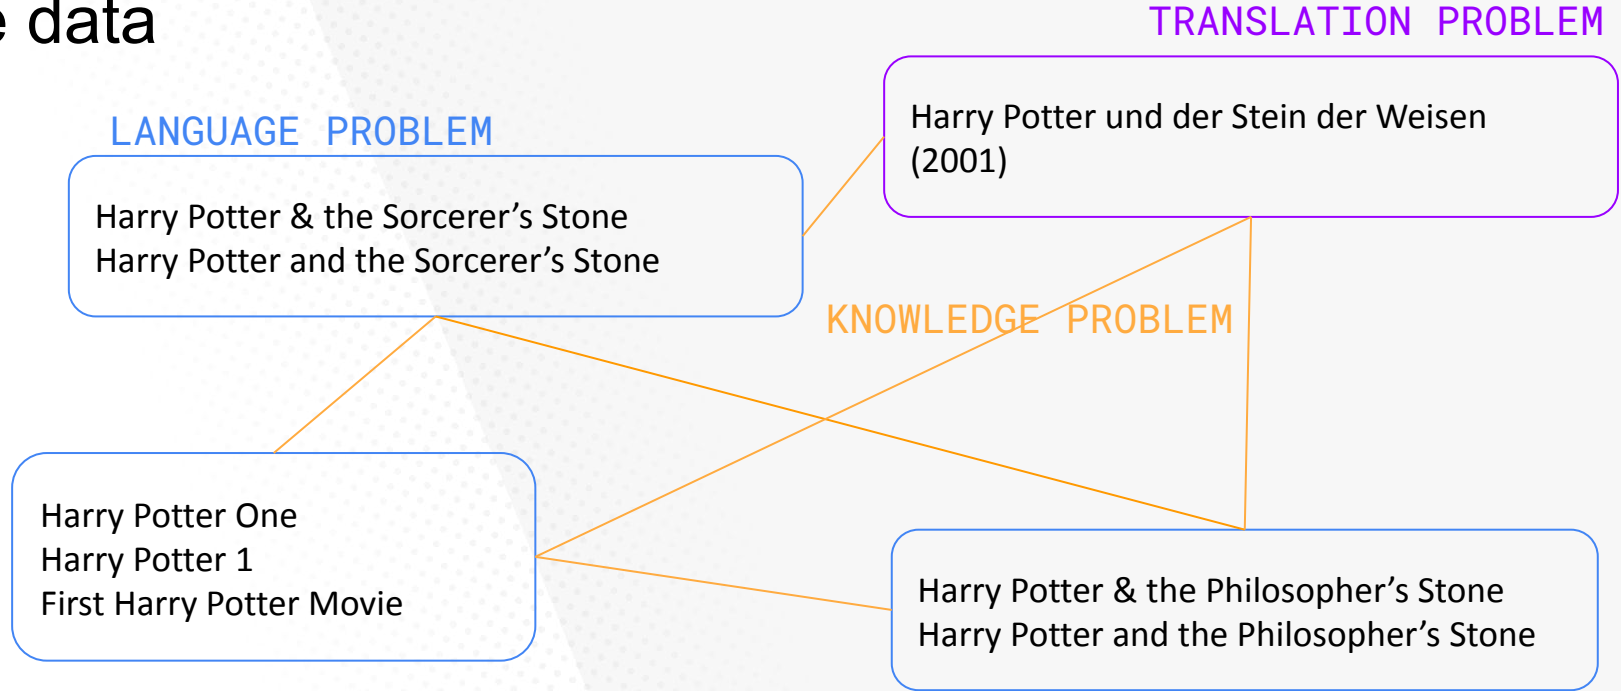 e data
TRANSLATION PROBLEM
LANGUAGE PROBLEM
Harry Potter und der Stein der Weisen
(2001)
Harry Potter & the Sorcerer’s Stone
Harry Potter and the Sorcerer’s Stone
KNOWLEDGE PROBLEM
Harry Potter One
Harry Potter 1
First Harry Potter Movie
Harry Potter & the Philosopher’s Stone
Harry Potter and the Philosopher’s Stone